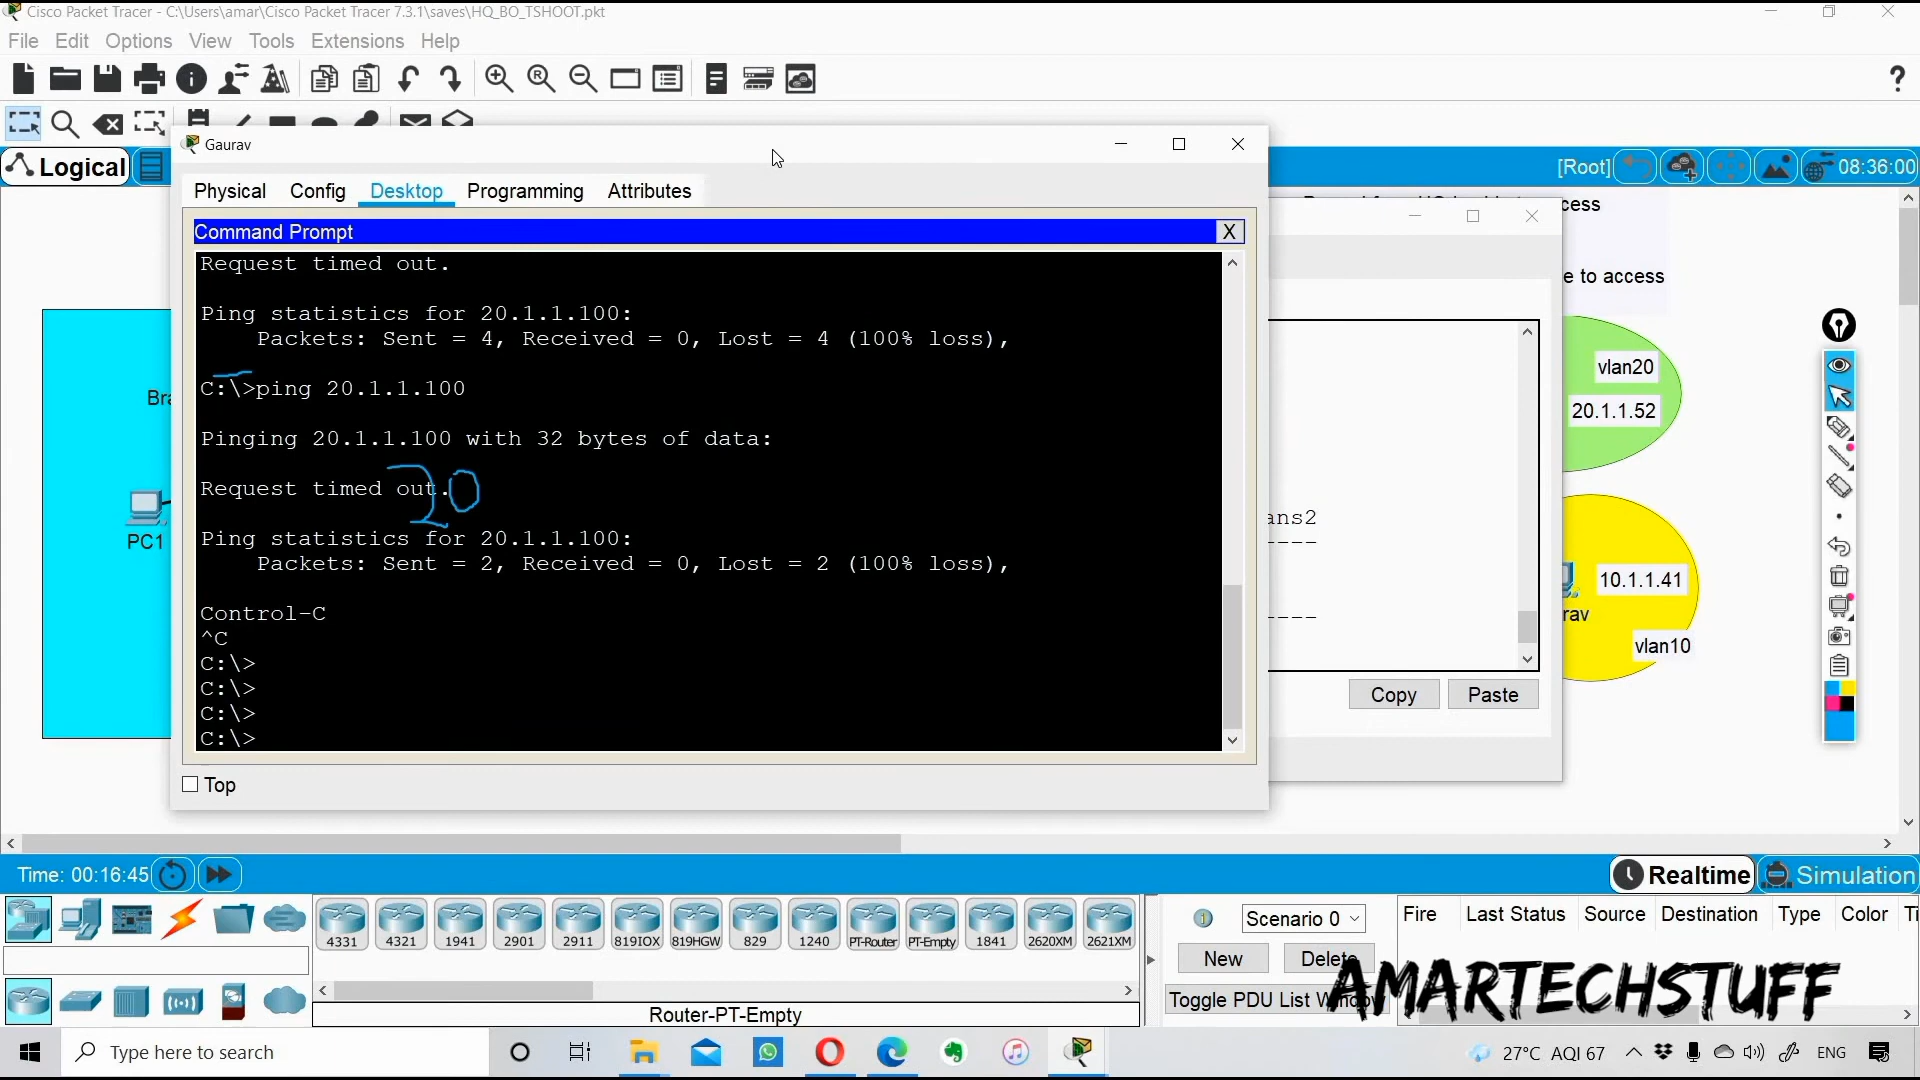 Cisco Packet Tracer - C:\Users\amar\Cisco Packet Tracer 7.3.1\saves\HQ_BO_TSHOOT.pkt
File Edit Options View Tools Extensions Help
Logical
[Root]
08:36:00
Gaurav
Physical Config Desktop Programming Attributes
Command Prompt X
Request timed out.
Ping statistics for 20.1.1.100:
Packets: Sent = 4, Received = 0, Lost = 4 (100% loss),
C:\>ping 20.1.1.100
Pinging 20.1.1.100 with 32 bytes of data:
Request timed out.
20
Ping statistics for 20.1.1.100:
Packets: Sent = 2, Received = 0, Lost = 2 (100% loss),
Control-C
^C
C:\>
C:\>
C:\>
C:\>
Top
cess
e to access
vlan20
20.1.1.52
ans2
----
----
10.1.1.41
rav
vlan10
Copy Paste
Bra
PC1
Time: 00:16:45
Realtime Simulation
4331 4321 1941 2901 2911 819IOX 819HGW 829 1240 PT-Router PT-Empty 1841 2620XM 2621XM
Router-PT-Empty
Scenario 0
New Delete
Toggle PDU List Window
Fire Last Status Source Destination Type Color Ti
AMARTECHSTUFF
Type here to search
27°C AQI 67
ENG